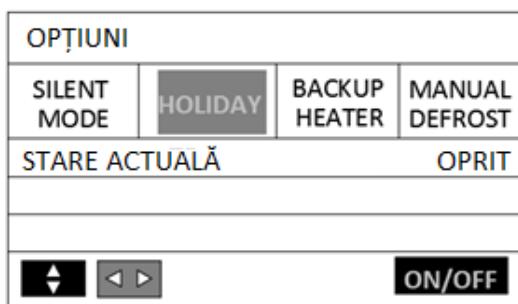 OPȚIUNI
SILENT MODE
HOLIDAY
BACKUP HEATER
MANUAL DEFROST
STARE ACTUALĂ OPRIT
ON/OFF